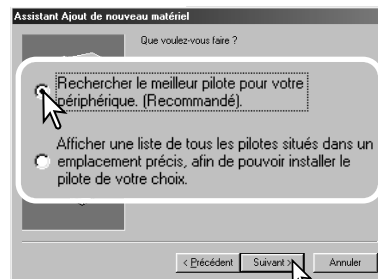 Assistant Ajout de nouveau matériel
Que voulez-vous faire ?
Rechercher le meilleur pilote pour votre
périphérique. (Recommandé).
Afficher une liste de tous les pilotes situés dans un
emplacement précis, afin de pouvoir installer le
pilote de votre choix.
< Précédent Suivant > Annuler